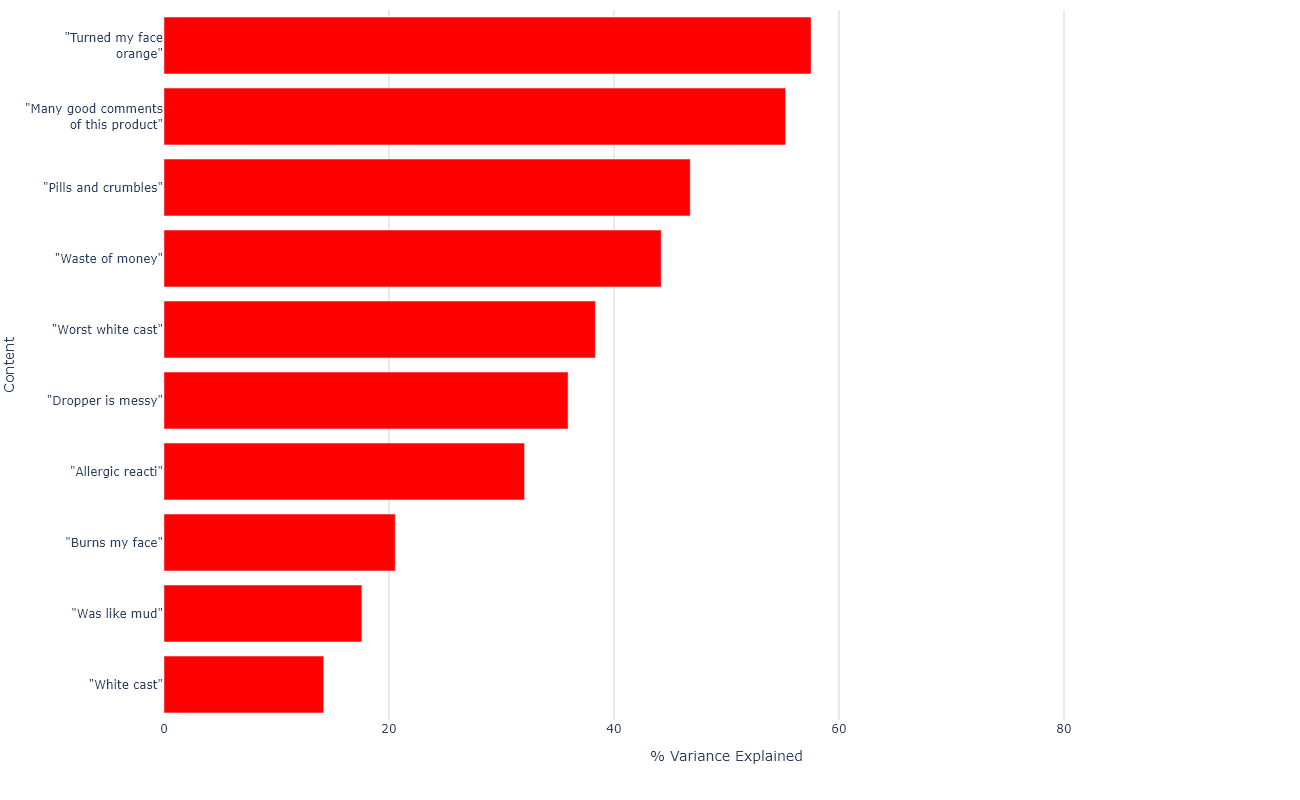 "Turned my face
orange"
"Many good comments
of this product"
"Pills and crumbles"
"Waste of money"
"Worst white cast"
"Dropper is messy"
"Allergic reacti"
"Burns my face"
"Was like mud"
"White cast"
Content
0 20 40 60 80
% Variance Explained